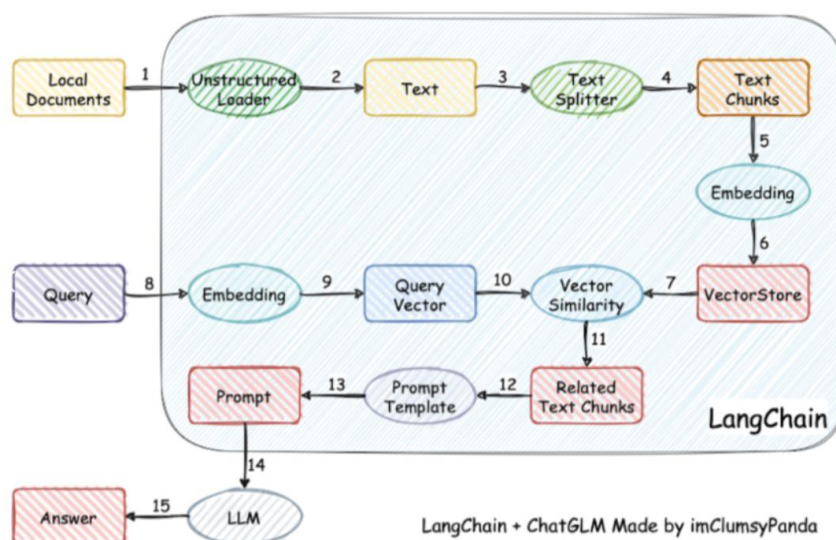 Local
Documents
1
Unstructured
Loader
2
Text
3
Text
Splitter
4
Text
Chunks
5
Embedding
6
Query
8
Embedding
9
Query
Vector
10
Vector
Similarity
7
VectorStore
11
Prompt
13
Prompt
Template
12
Related
Text Chunks
LangChain
14
Answer
15
LLM
LangChain + ChatGLM Made by imClumsyPanda